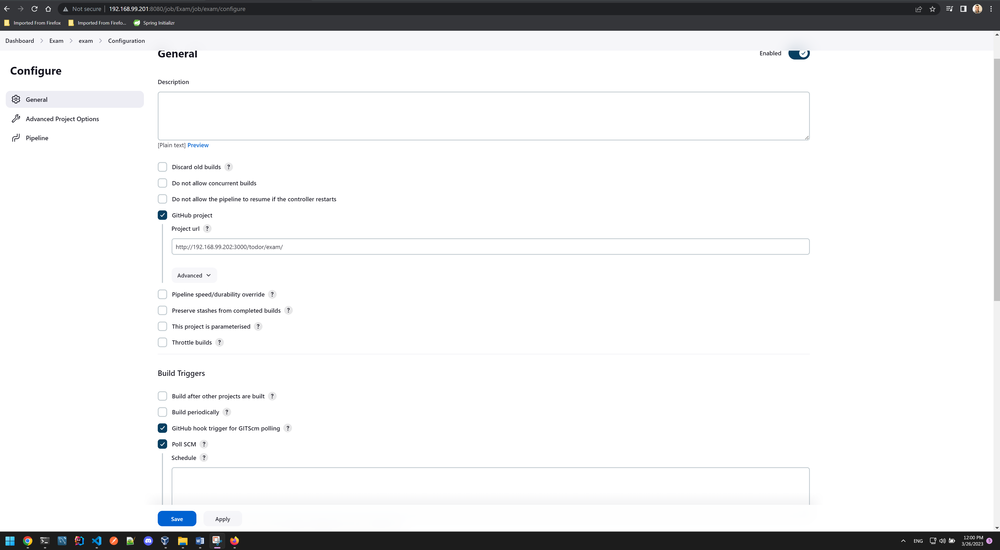 Not secure 192.168.99.201:8080/job/Exam/job/exam/configure
Imported From Firefox Imported From Firefo... Spring Initializr
Dashboard Exam exam Configuration
General Enabled
Configure
Description
General
Advanced Project Options
Pipeline
[Plain text] Preview
Discard old builds ?
Do not allow concurrent builds
Do not allow the pipeline to resume if the controller restarts
GitHub project
Project url ?
http://192.168.99.202:3000/todor/exam/
Advanced
Pipeline speed/durability override ?
Preserve stashes from completed builds ?
This project is parameterised ?
Throttle builds ?
Build Triggers
Build after other projects are built ?
Build periodically ?
GitHub hook trigger for GITScm polling ?
Poll SCM ?
Schedule ?
Save Apply
ENG 12:00 PM 5
3/26/2023